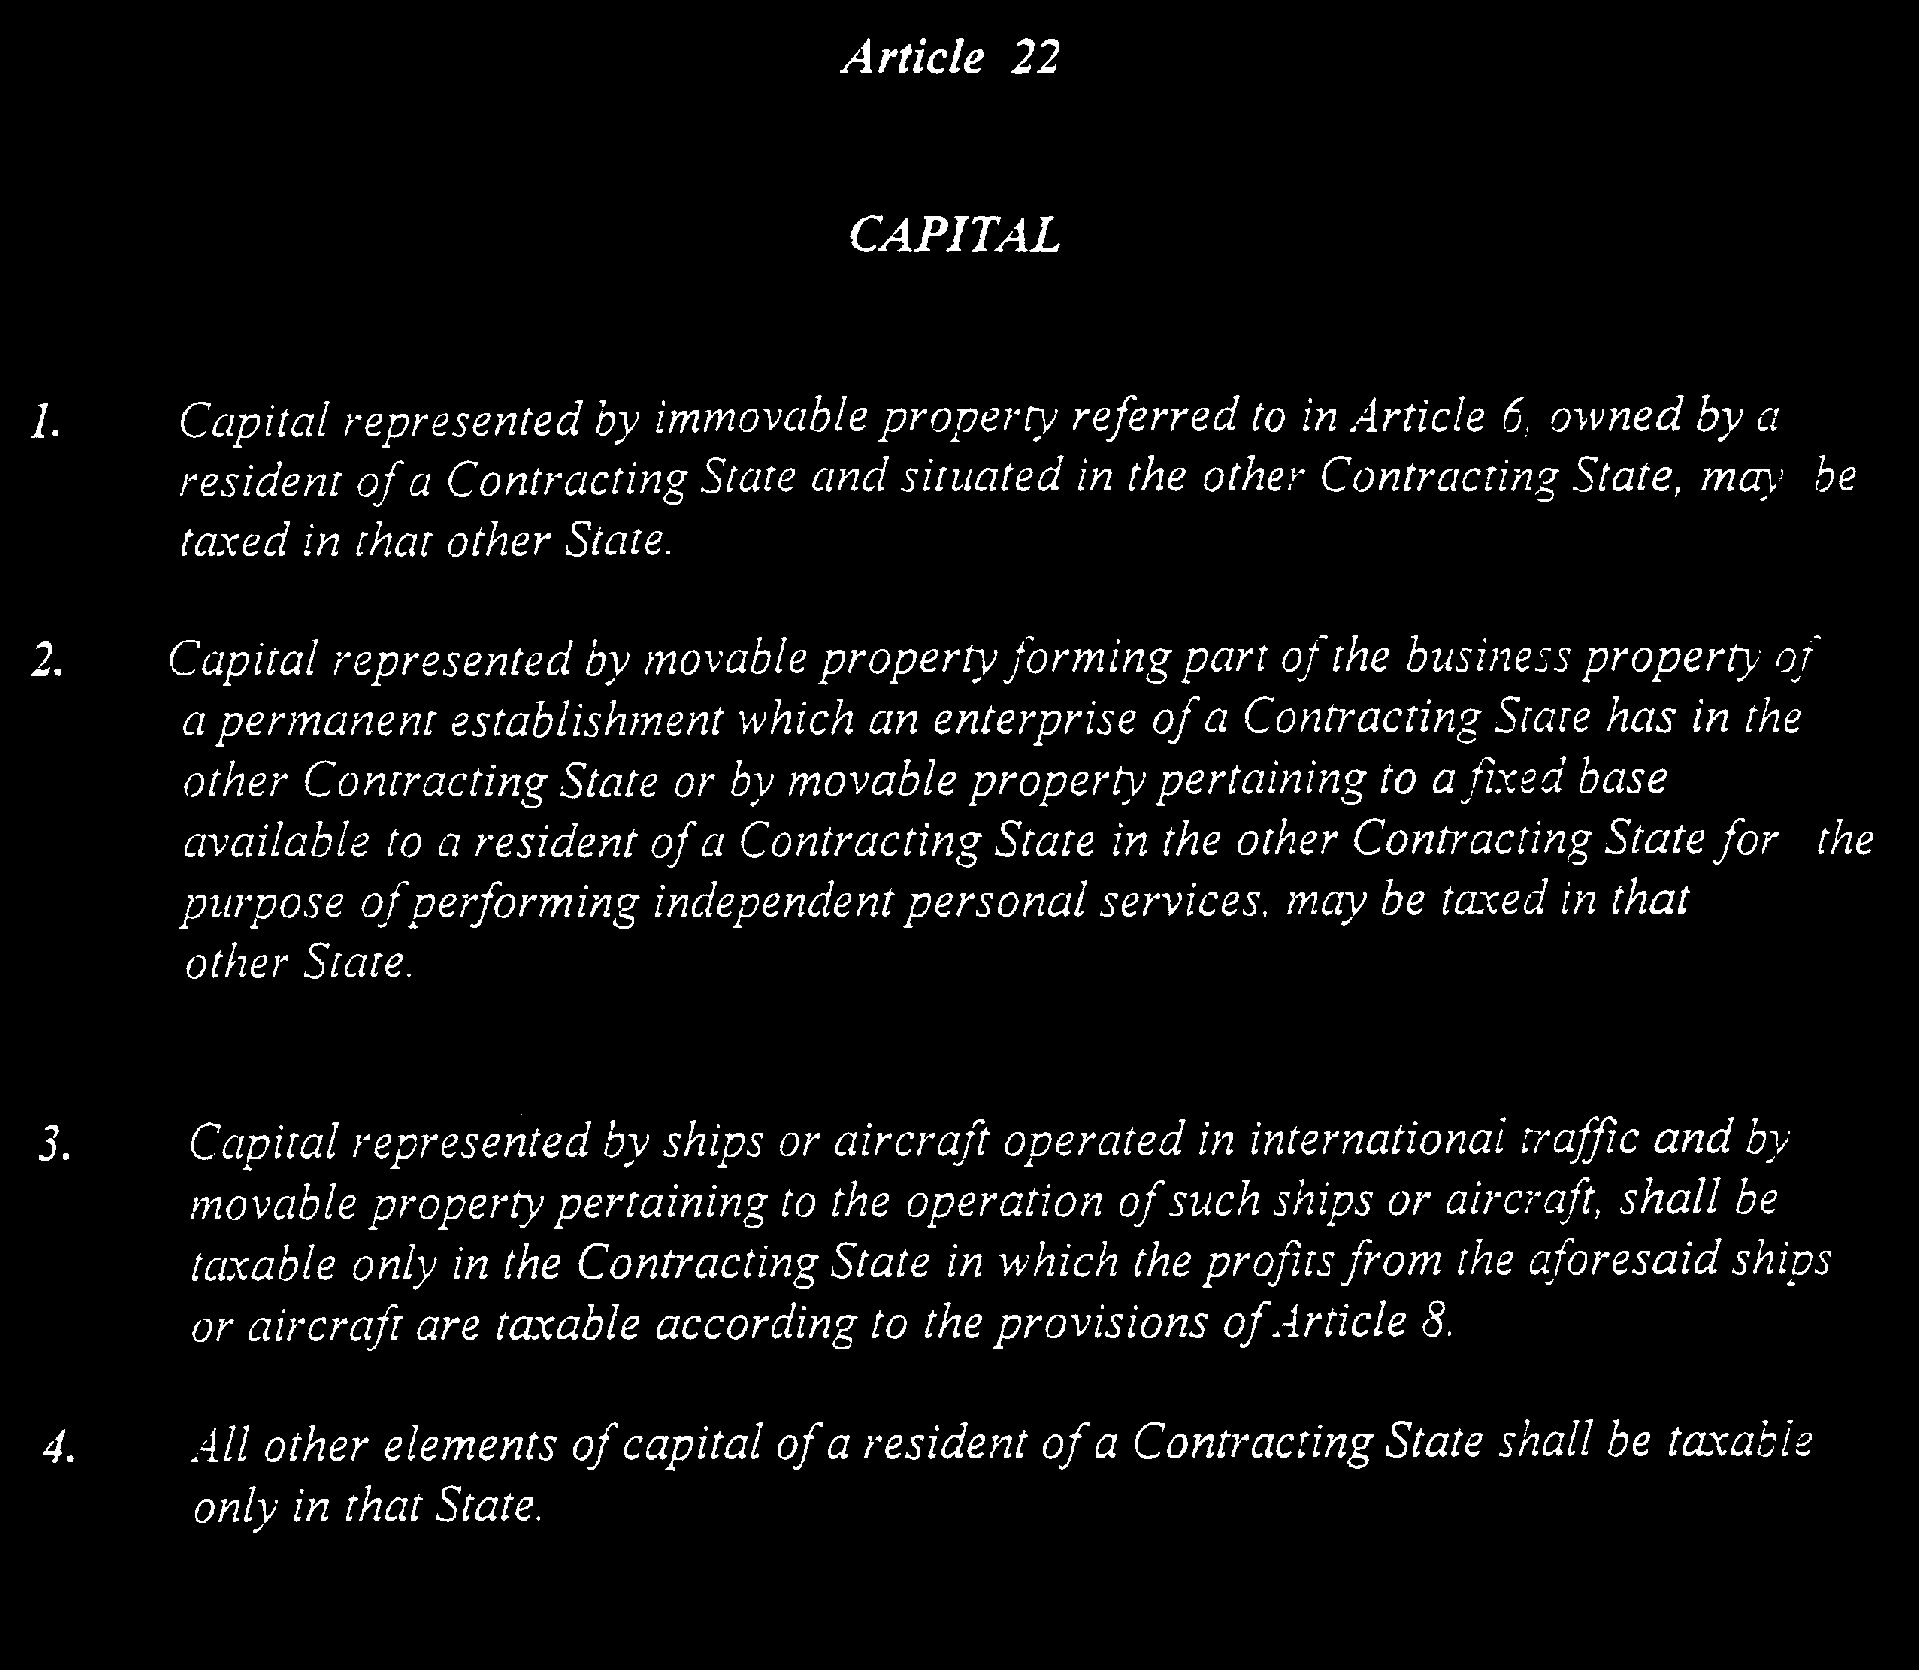 Article 22
CAPITAL
1. Capital represented by immovable property referred to in Article 6, owned by a
resident of a Contracting State and situated in the other Contracting State, may be
taxed in that other State.
2. Capital represented by movable property forming part of the business property of
a permanent establishment which an enterprise of a Contracting State has in the
other Contracting State or by movable property pertaining to a fixed base
available to a resident of a Contracting State in the other Contracting State for the
purpose of performing independent personal services, may be taxed in that
other State.
3. Capital represented by ships or aircraft operated in international traffic and by
movable property pertaining to the operation of such ships or aircraft, shall be
taxable only in the Contracting State in which the profits from the aforesaid ships
or aircraft are taxable according to the provisions of Article 8.
4. All other elements of capital of a resident of a Contracting State shall be taxable
only in that State.